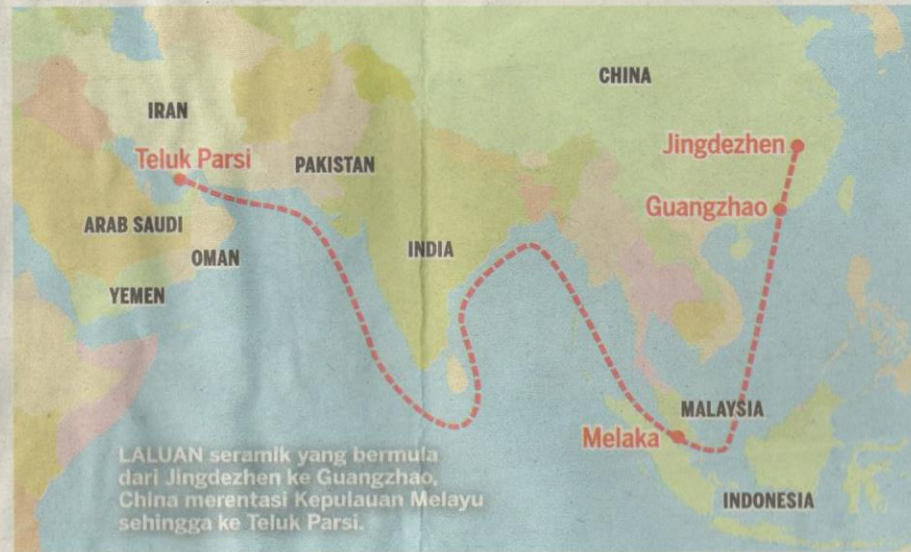 CHINA
IRAN
Jingdezhen
Teluk Parsi
PAKISTAN
Guangzhao
ARAB SAUDI
INDIA
OMAN
YEMEN
MALAYSIA
Melaka
LALUAN seramik yang bermula
dari Jingdezhen ke Guangzhao,
China merentasi Kepulauan Melayu
sehingga ke Teluk Parsi.
INDONESIA